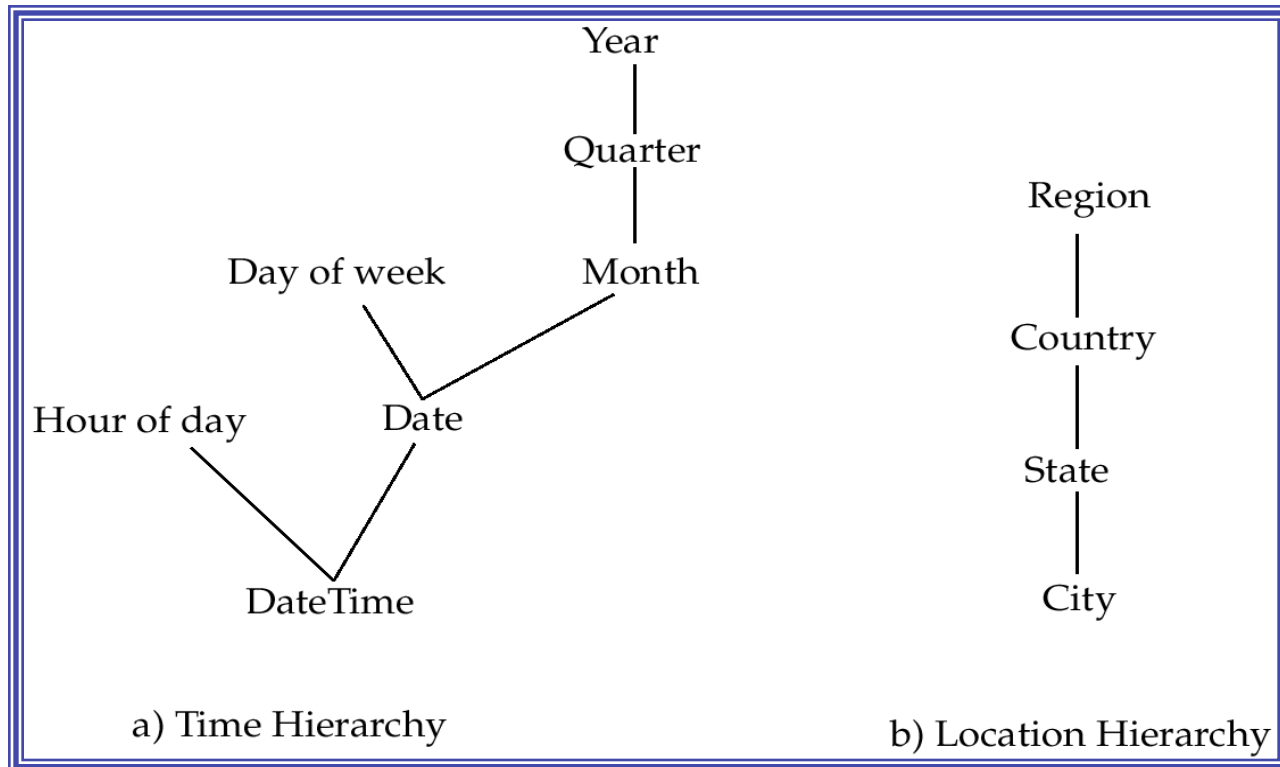 Year
Quarter
Region
Day of week
Month
Country
Hour of day
Date
State
DateTime
City
a) Time Hierarchy
b) Location Hierarchy